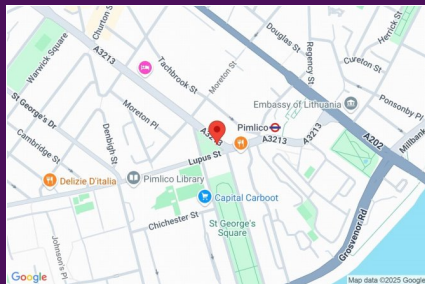 Churton St
A3213
Warwick Square
Tachbrook St
Moreton St
Douglas St
Regency St
Herrick St
Cureton St
Embassy of Lithuania
Ponsonby Pl
St George's Dr
Moreton Pl
Pimlico
A3213
A3213
A3213
A202
Millbank
Cambridge St
Denbigh St
Lupus St
Delizie D'italia
Pimlico Library
Capital Carboot
Chichester St
St George's
Square
Grosvenor Rd
Johnson's Pl
Google
Map data ©2025 Google